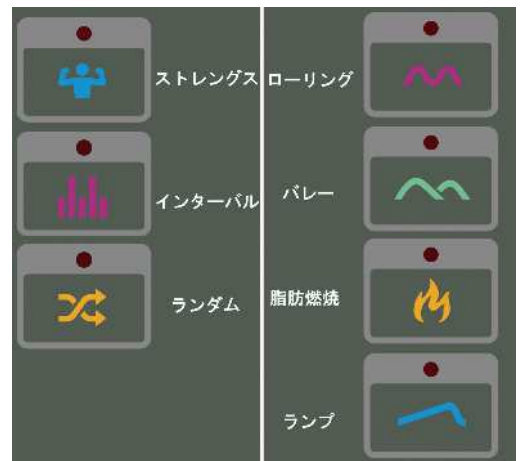 ストレングス
インターバル
ランダム
ローリング
バレー
脂肪燃焼
ランプ